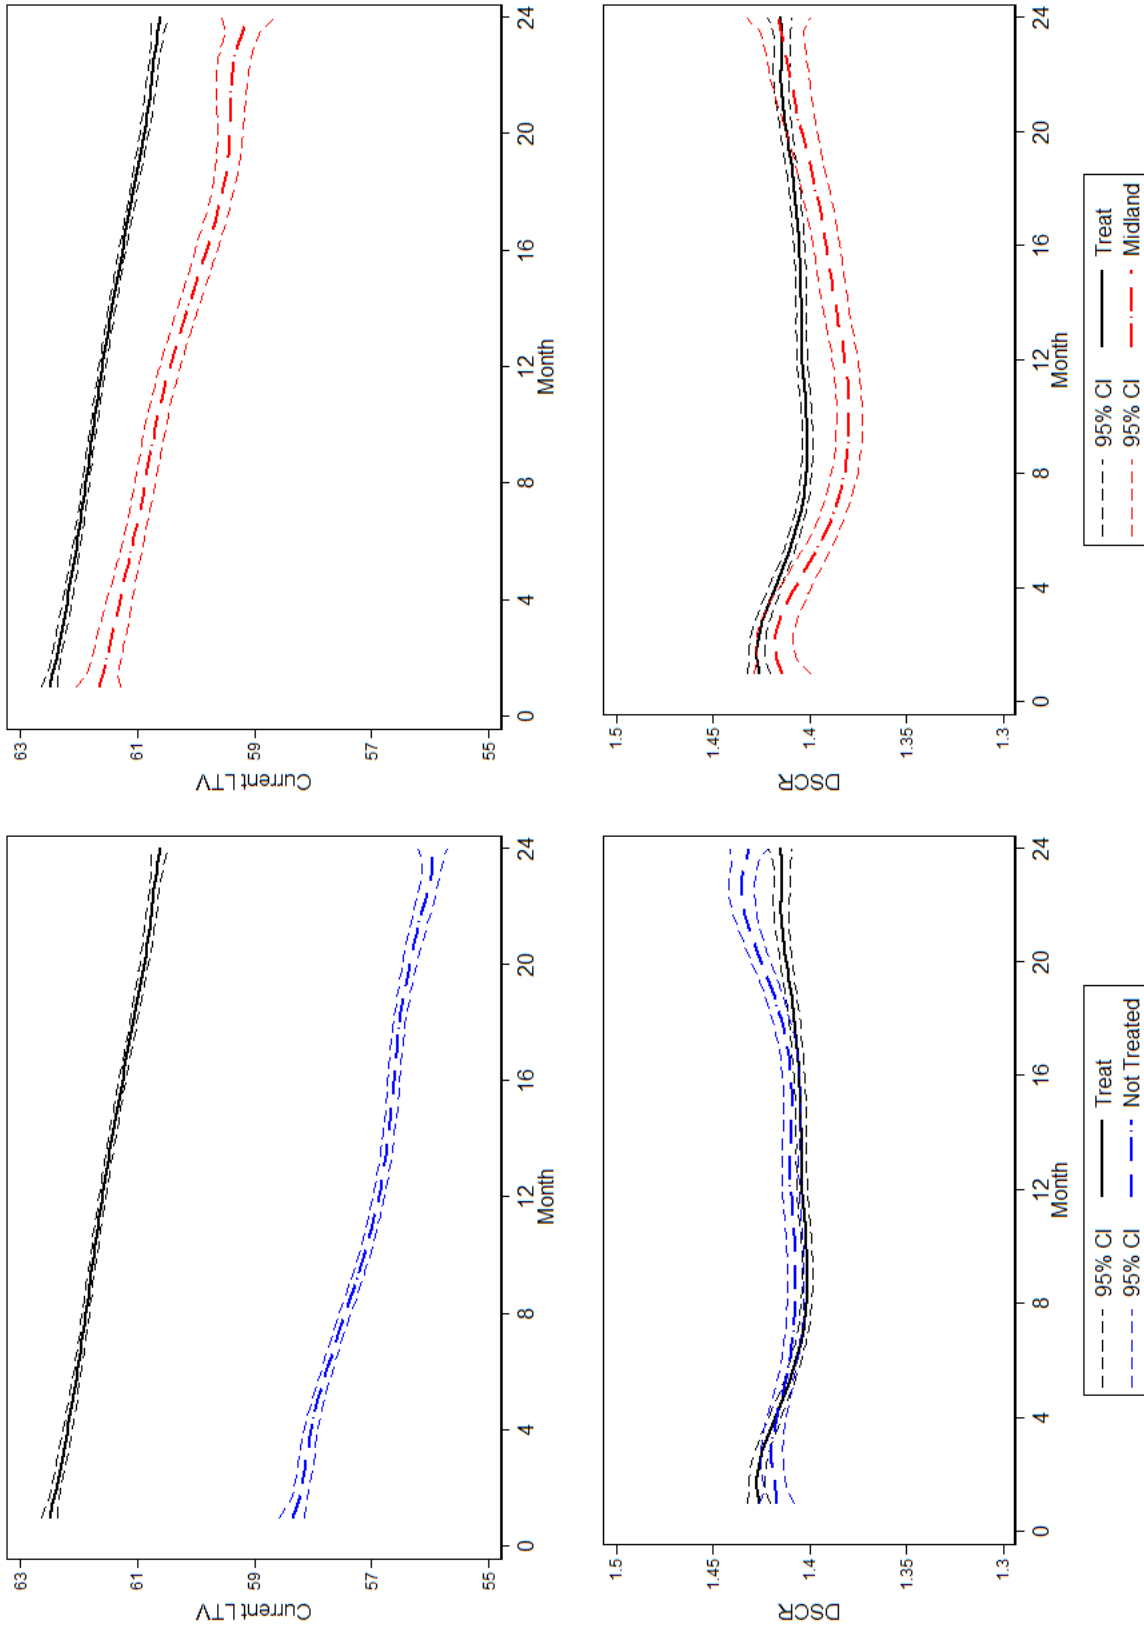 Current LTV
63
61
59
57
55
0 4 8 12 16 20 24
Month
Current LTV
63
61
59
57
55
0 4 8 12 16 20 24
Month
DSCR
1.5
1.45
1.4
1.35
1.3
0 4 8 12 16 20 24
Month
95% CI Treat
95% CI Not Treated
DSCR
1.5
1.45
1.4
1.35
1.3
0 4 8 12 16 20 24
Month
95% CI Treat
95% CI Midland